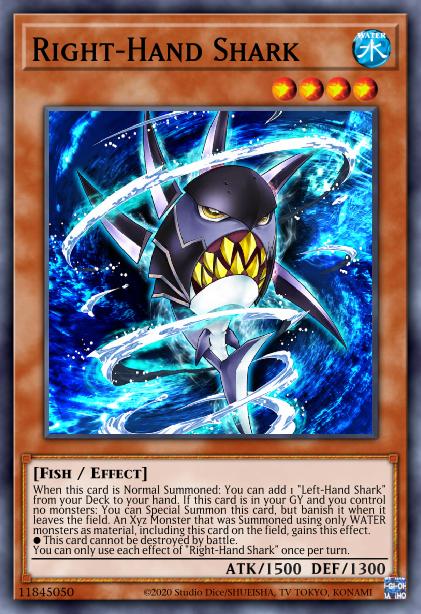 Right-Hand Shark
WATER
水
[Fish / Effect]
When this card is Normal Summoned: You can add 1 "Left-Hand Shark"
from your Deck to your hand. If this card is in your GY and you control
no monsters: You can Special Summon this card, but banish it when it
leaves the field. An Xyz Monster that was Summoned using only WATER
monsters as material, including this card on the field, gains this effect.
● This card cannot be destroyed by battle.
You can only use each effect of "Right-Hand Shark" once per turn.
ATK/1500 DEF/1300
11845050
©2020 Studio Dice/SHUEISHA, TV TOKYO, KONAMI